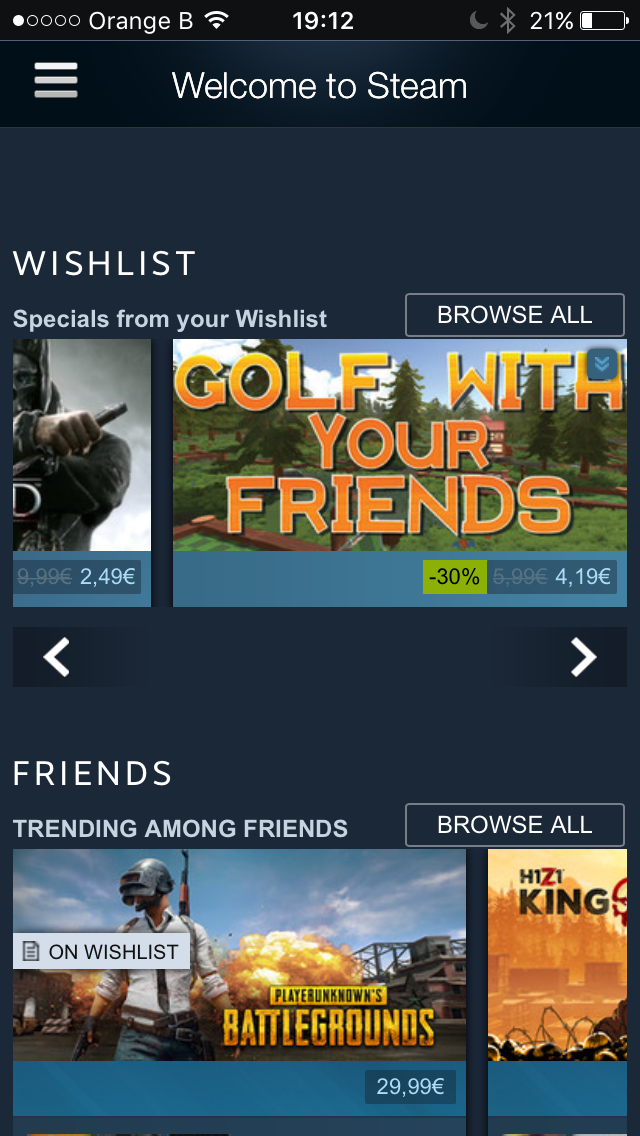 Orange B 19:12 21%
Welcome to Steam
WISHLIST
Specials from your Wishlist
BROWSE ALL
GOLF WITH
YOUR
FRIENDS
D
9,99€ 2,49€
-30% 5,99€ 4,19€
FRIENDS
TRENDING AMONG FRIENDS
BROWSE ALL
ON WISHLIST
PLAYERUNKNOWN'S
BATTLEGROUNDS
29,99€
H1Z1
KING